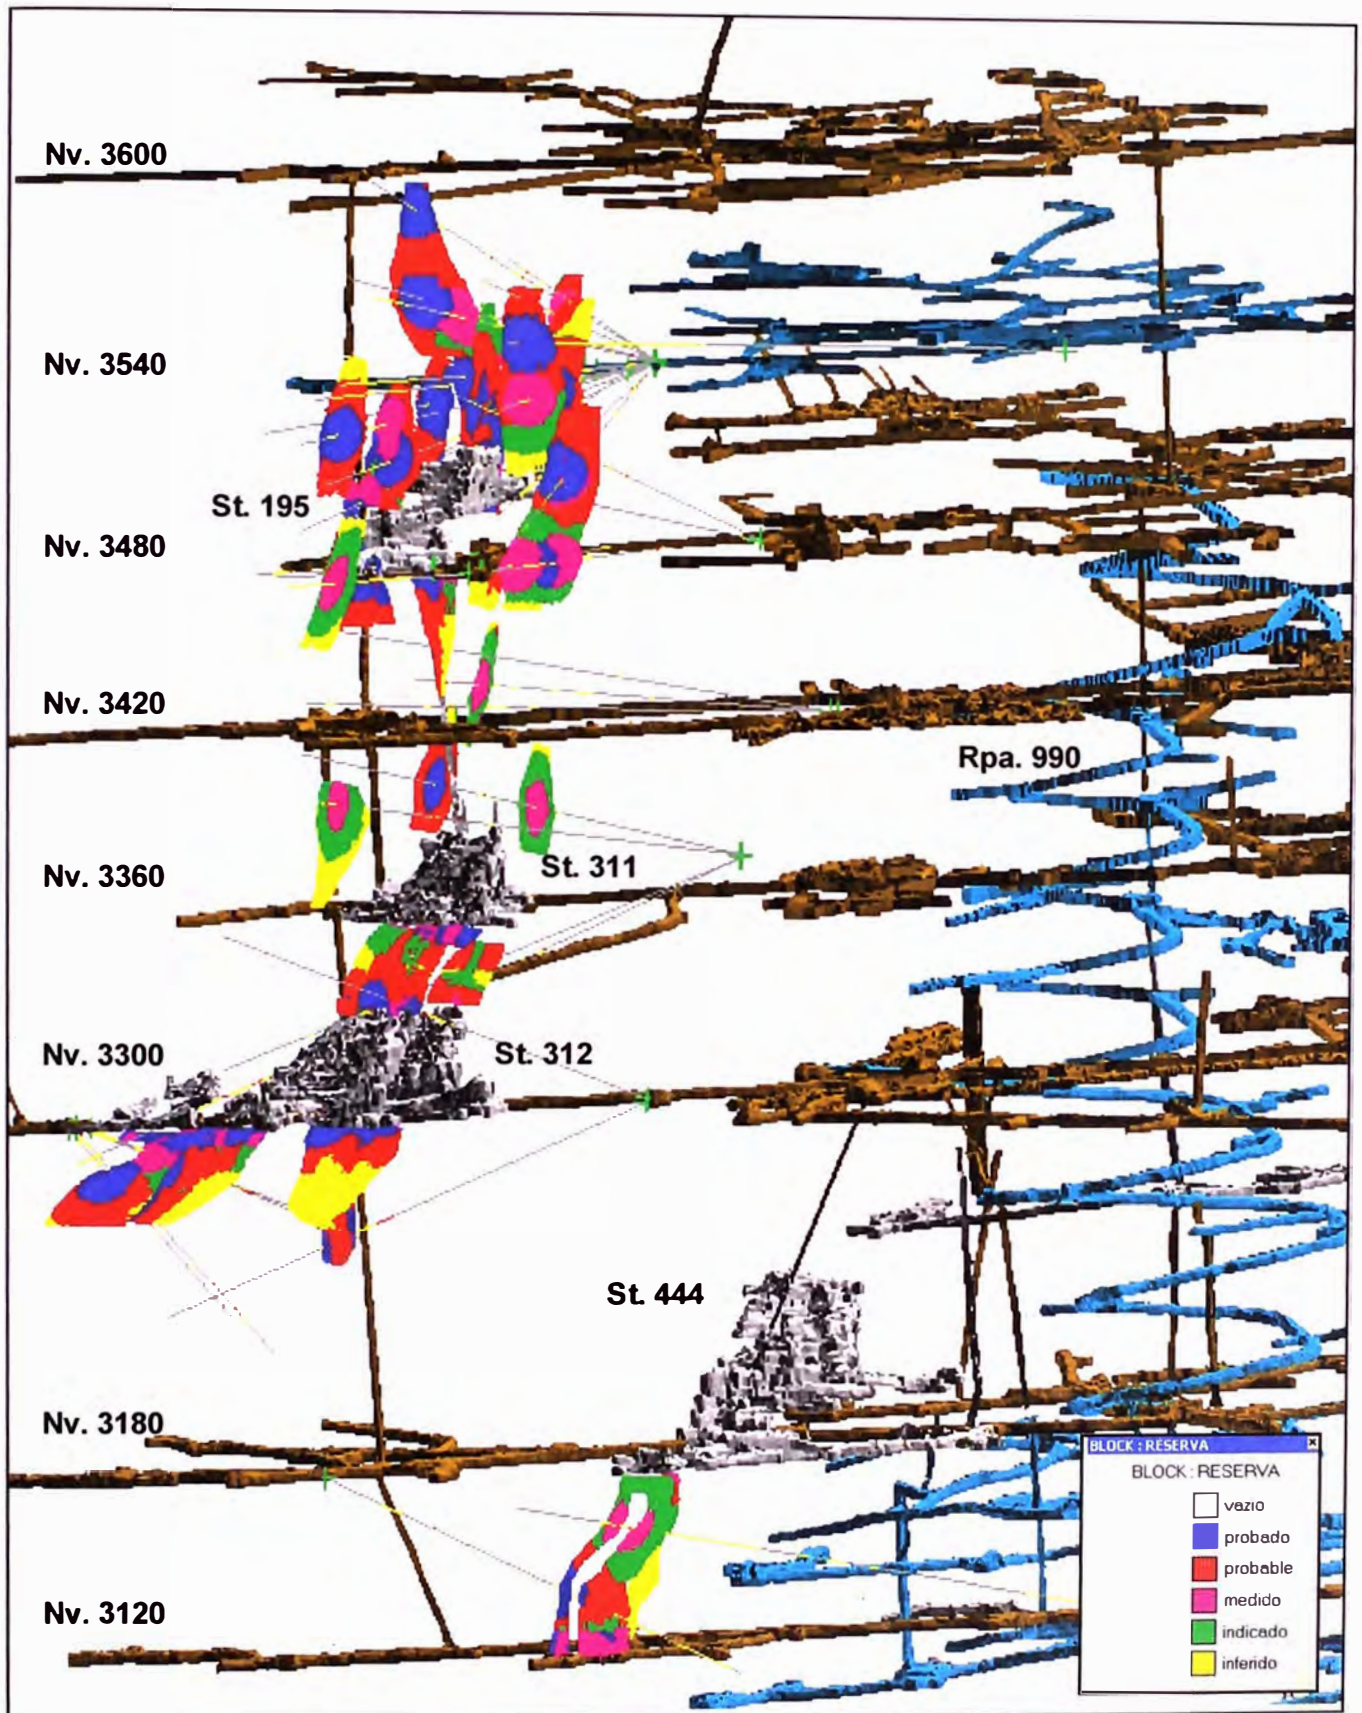 Nv. 3600
Nv. 3540
St. 195
Nv. 3480
Nv. 3420
Rpa. 990
St. 311
Nv. 3360
Nv. 3300
St. 312
St. 444
Nv. 3180
BLOCK : RESERVA
BLOCK : RESERVA
vazio
probado
probable
medido
indicado
inferido
Nv. 3120